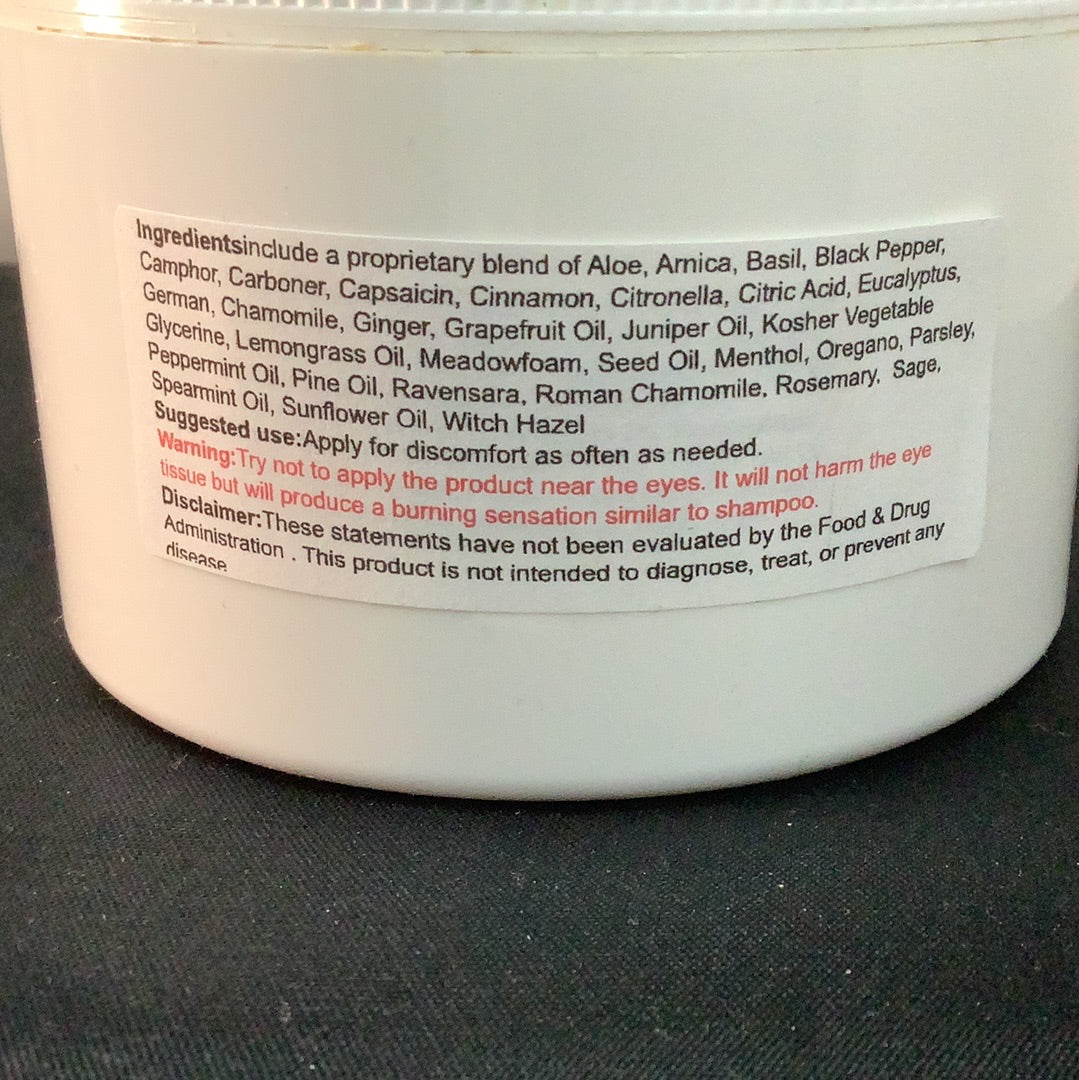 Ingredientsinclude a proprietary blend of Aloe, Arnica, Basil, Black Pepper,
Camphor, Carboner, Capsaicin, Cinnamon, Citronella, Citric Acid, Eucalyptus,
German, Chamomile, Ginger, Grapefruit Oil, Juniper Oil, Kosher Vegetable
Glycerine, Lemongrass Oil, Meadowfoam, Seed Oil, Menthol, Oregano, Parsley,
Peppermint Oil, Pine Oil, Ravensara, Roman Chamomile. Rosemary, Sage,
Spearmint Oil, Sunflower Oil, Witch Hazel
Suggested use:Apply for discomfort as often as needed.
Warning:Try not to apply the product near the eyes. It will not harm the eye
tissue but will produce a burning sensation similar to shampoo.
Disclaimer:These statements have not been evaluated by the Food & Drug
Administration . This product is not intended to diagnose, treat, or prevent any
disease